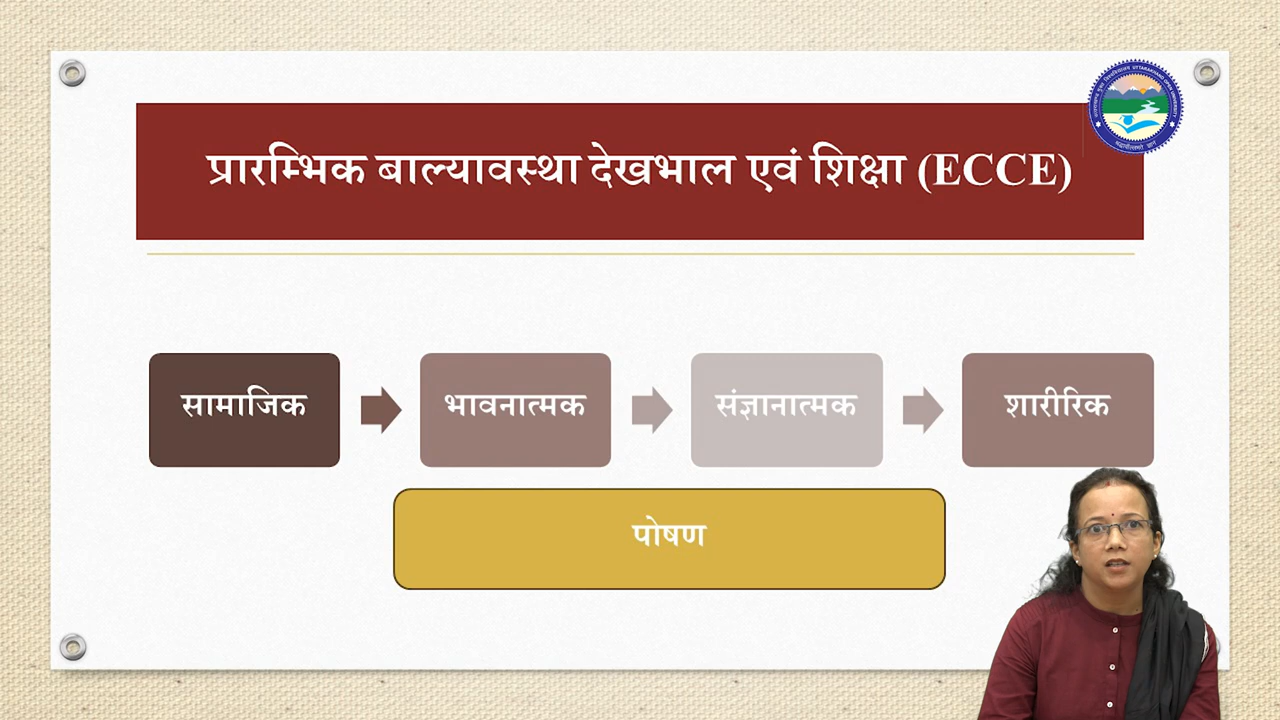 प्रारम्भिक बाल्यावस्था देखभाल एवं शिक्षा (ECCE)
सामाजिक
भावनात्मक
संज्ञानात्मक
शारीरिक
पोषण